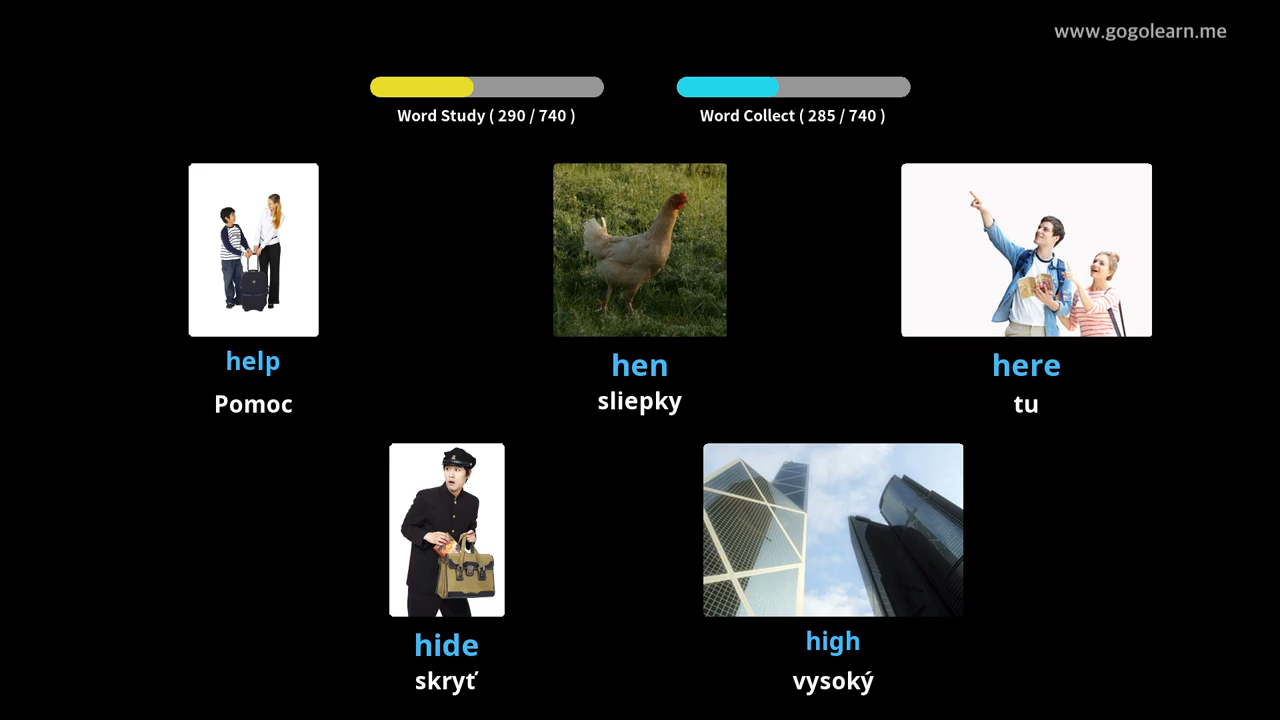 www.gogolearn.me
Word Study ( 290 / 740 )
Word Collect ( 285 / 740 )
help
Pomoc
hen
sliepky
here
tu
hide
skryť
high
vysoký